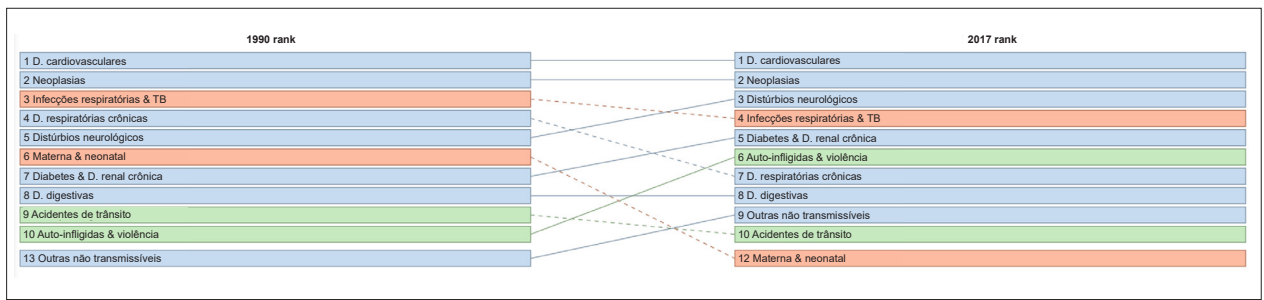 1990 rank
1 D. cardiovasculares
2 Neoplasias
3 Infecções respiratórias & TB
4 D. respiratórias crônicas
5 Distúrbios neurológicos
6 Materna & neonatal
7 Diabetes & D. renal crônica
8 D. digestivas
9 Acidentes de trânsito
10 Auto-infligidas & violência
13 Outras não transmissíveis
2017 rank
1 D. cardiovasculares
2 Neoplasias
3 Distúrbios neurológicos
4 Infecções respiratórias & TB
5 Diabetes & D. renal crônica
6 Auto-infligidas & violência
7 D. respiratórias crônicas
8 D. digestivas
9 Outras não transmissíveis
10 Acidentes de trânsito
12 Materna & neonatal